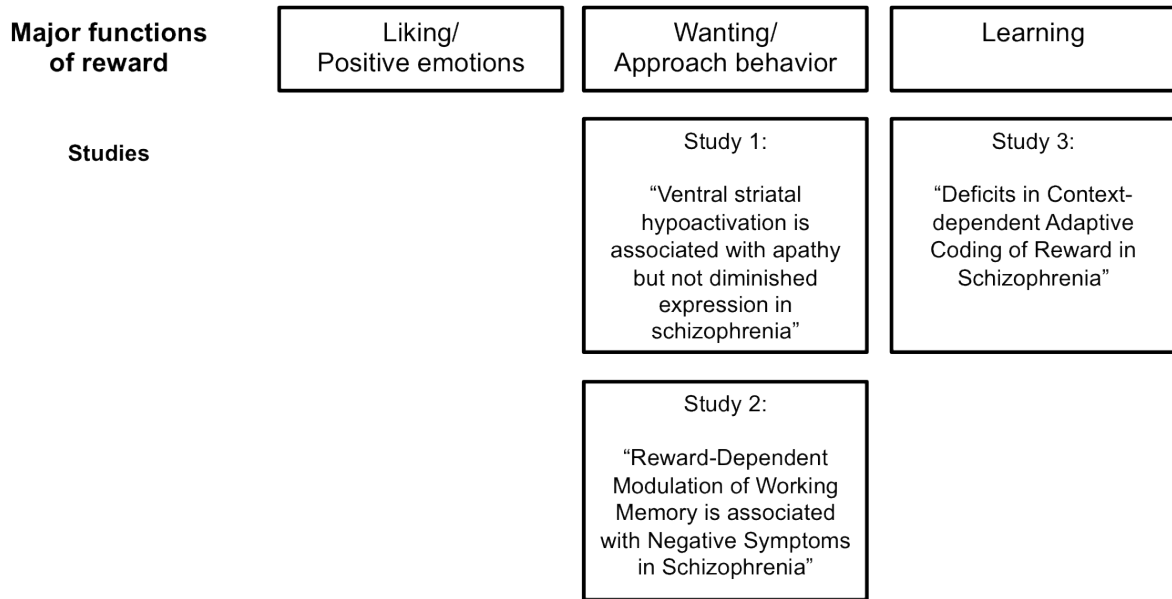 Major functions
of reward
Liking/
Positive emotions
Wanting/
Approach behavior
Learning
Studies
Study 1:
“Ventral striatal
hypoactivation is
associated with apathy
but not diminished
expression in
schizophrenia”
Study 3:
“Deficits in Context-
dependent Adaptive
Coding of Reward in
Schizophrenia”
Study 2:
“Reward-Dependent
Modulation of Working
Memory is associated
with Negative Symptoms
in Schizophrenia”